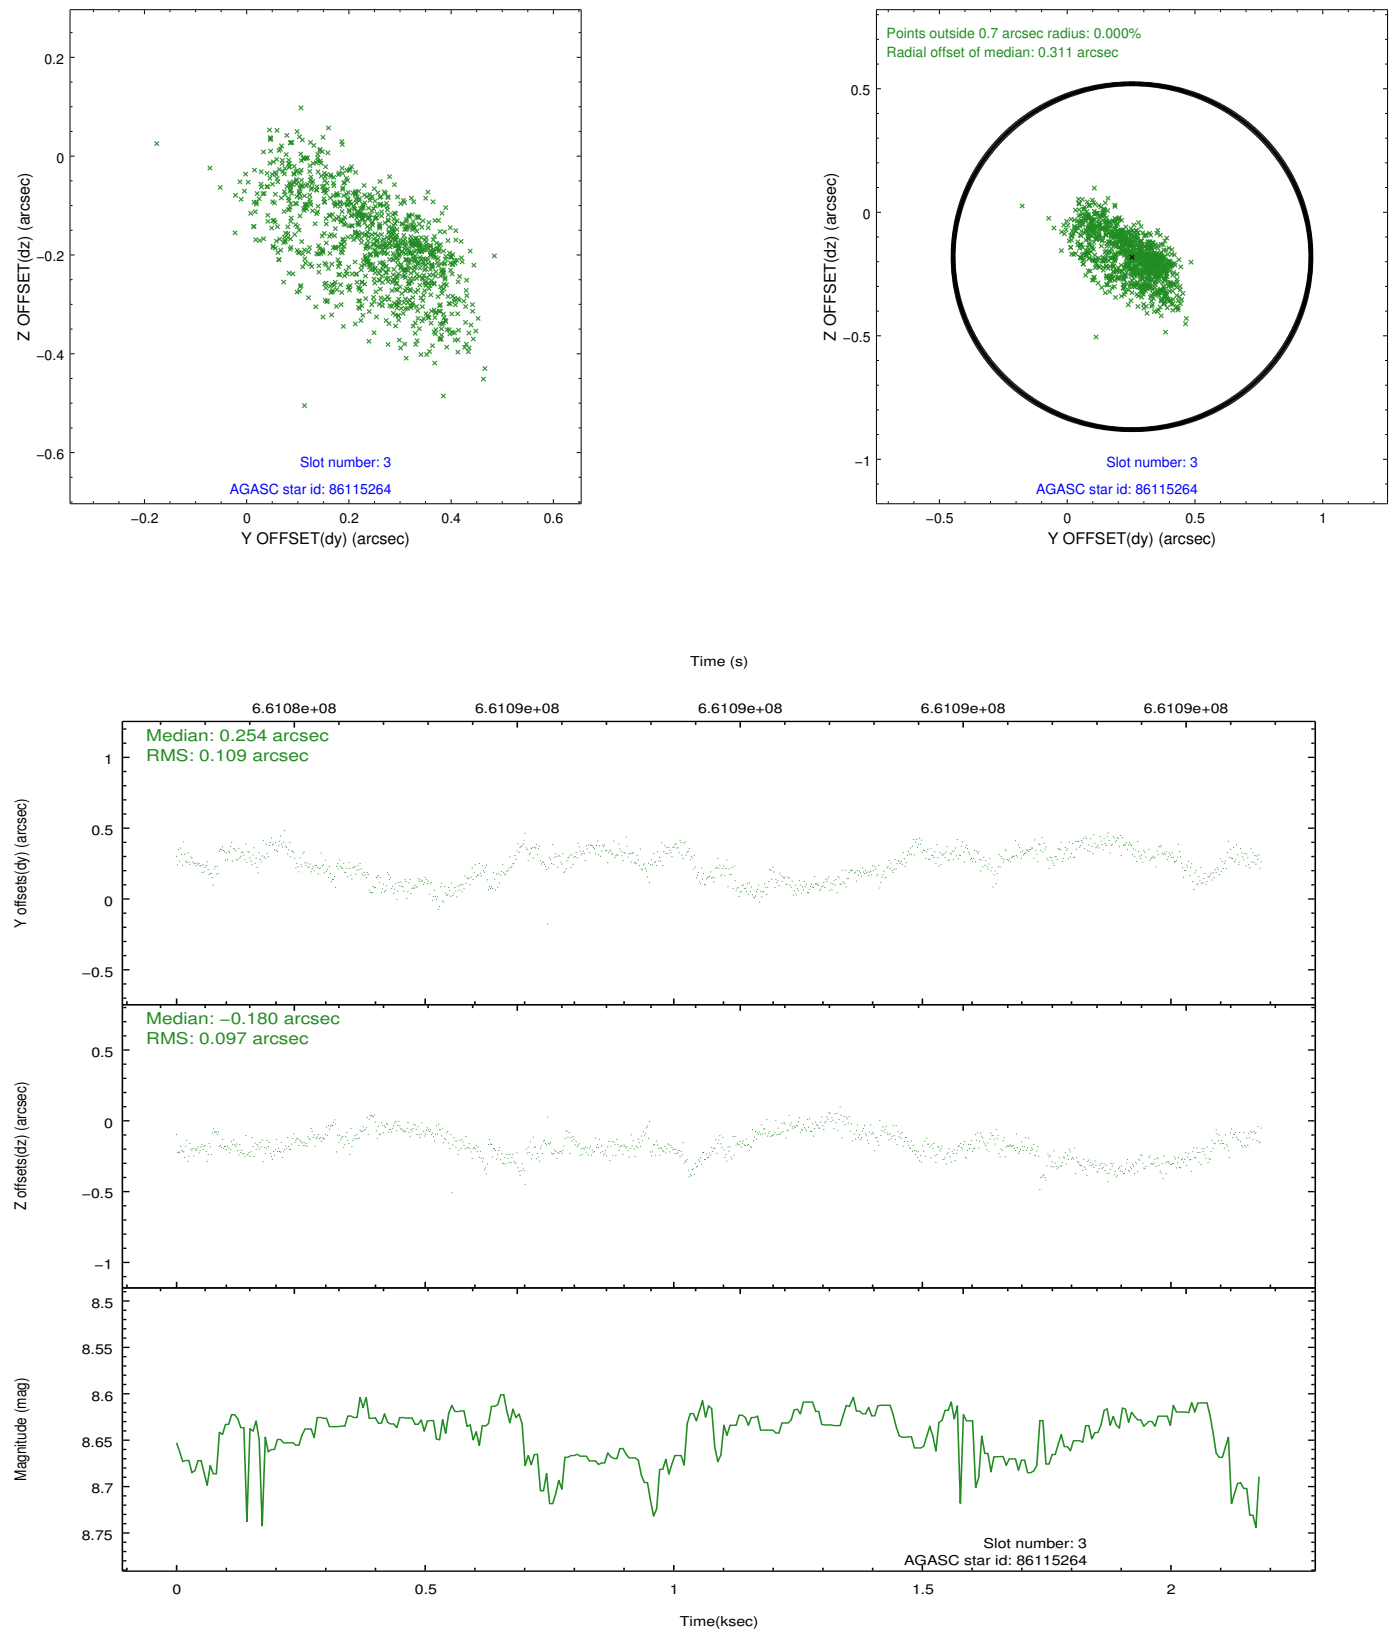 0.2
0
−0.2
−0.4
−0.6
Z OFFSET(dz) (arcsec)
Slot number: 3
AGASC star id: 86115264
−0.2 0 0.2 0.4 0.6
Y OFFSET(dy) (arcsec)
Points outside 0.7 arcsec radius: 0.000%
Radial offset of median: 0.311 arcsec
0.5
0
−0.5
−1
Z OFFSET(dz) (arcsec)
Slot number: 3
AGASC star id: 86115264
−0.5 0 0.5 1
Y OFFSET(dy) (arcsec)
Time (s)
6.6108e+08 6.6109e+08 6.6109e+08 6.6109e+08 6.6109e+08
Median: 0.254 arcsec
RMS: 0.109 arcsec
1
0.5
0
−0.5
Y offsets(dy) (arcsec)
Median: −0.180 arcsec
RMS: 0.097 arcsec
0.5
0
−0.5
−1
Z offsets(dz) (arcsec)
8.5
8.55
8.6
8.65
8.7
8.75
Magnitude (mag)
Slot number: 3
AGASC star id: 86115264
0 0.5 1 1.5 2
Time(ksec)